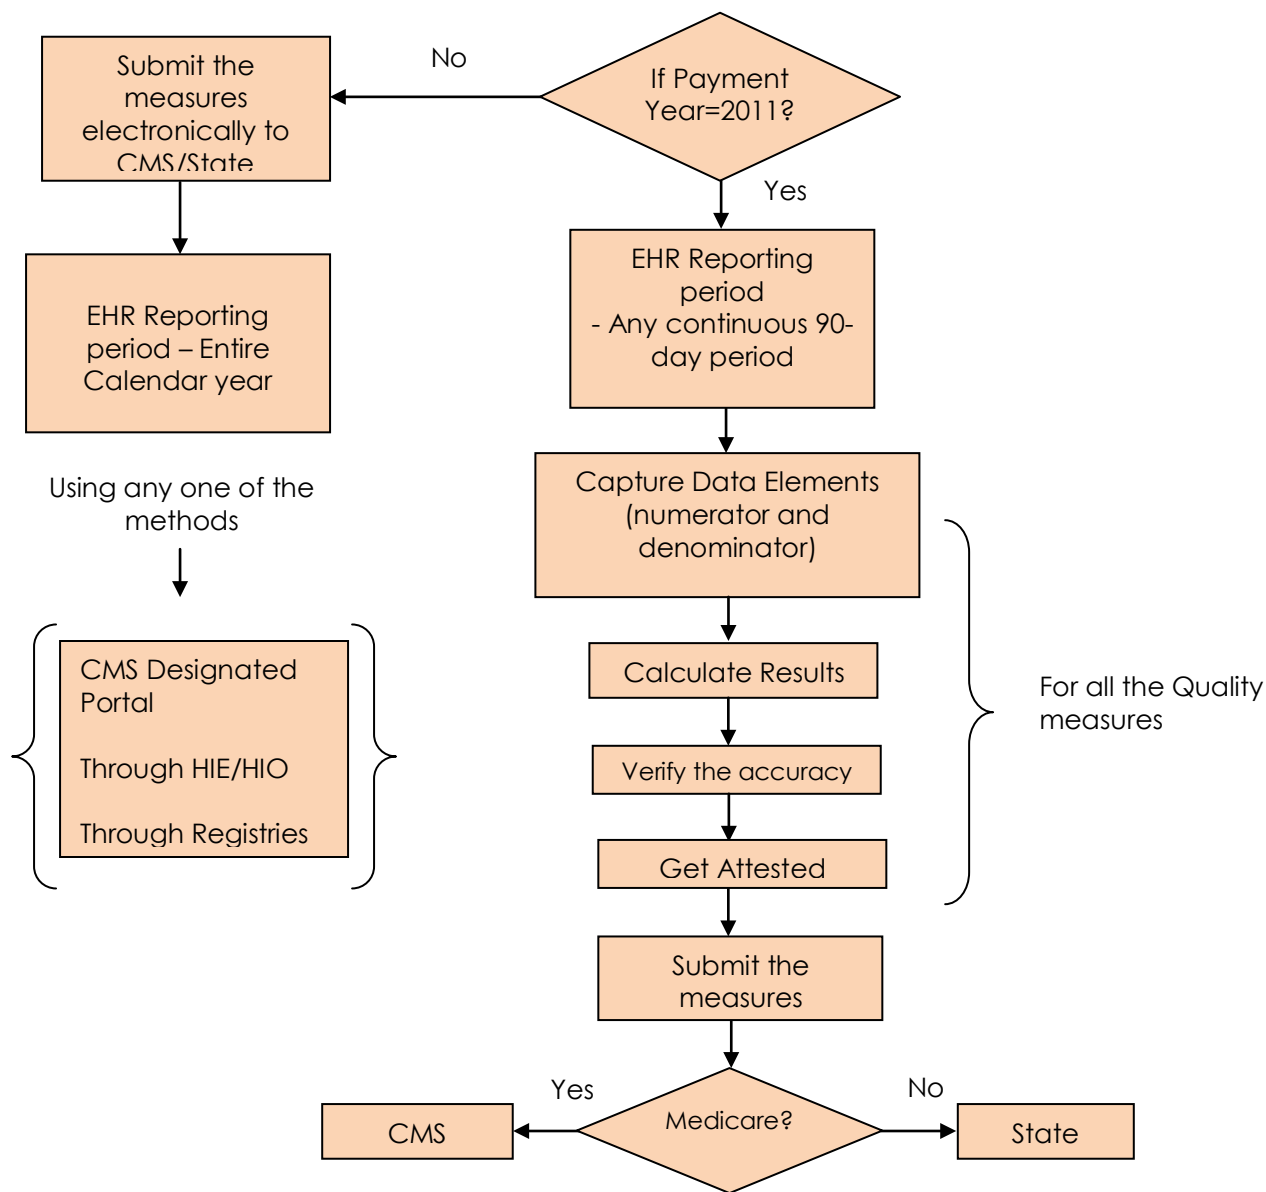 If Payment
Year=2011?
No
Submit the
measures
electronically to
CMS/State
EHR Reporting
period – Entire
Calendar year
Using any one of the
methods
CMS Designated
Portal
Through HIE/HIO
Through Registries
Yes
EHR Reporting
period
- Any continuous 90-
day period
Capture Data Elements
(numerator and
denominator)
Calculate Results
Verify the accuracy
Get Attested
For all the Quality
measures
Submit the
measures
Medicare?
Yes
CMS
No
State